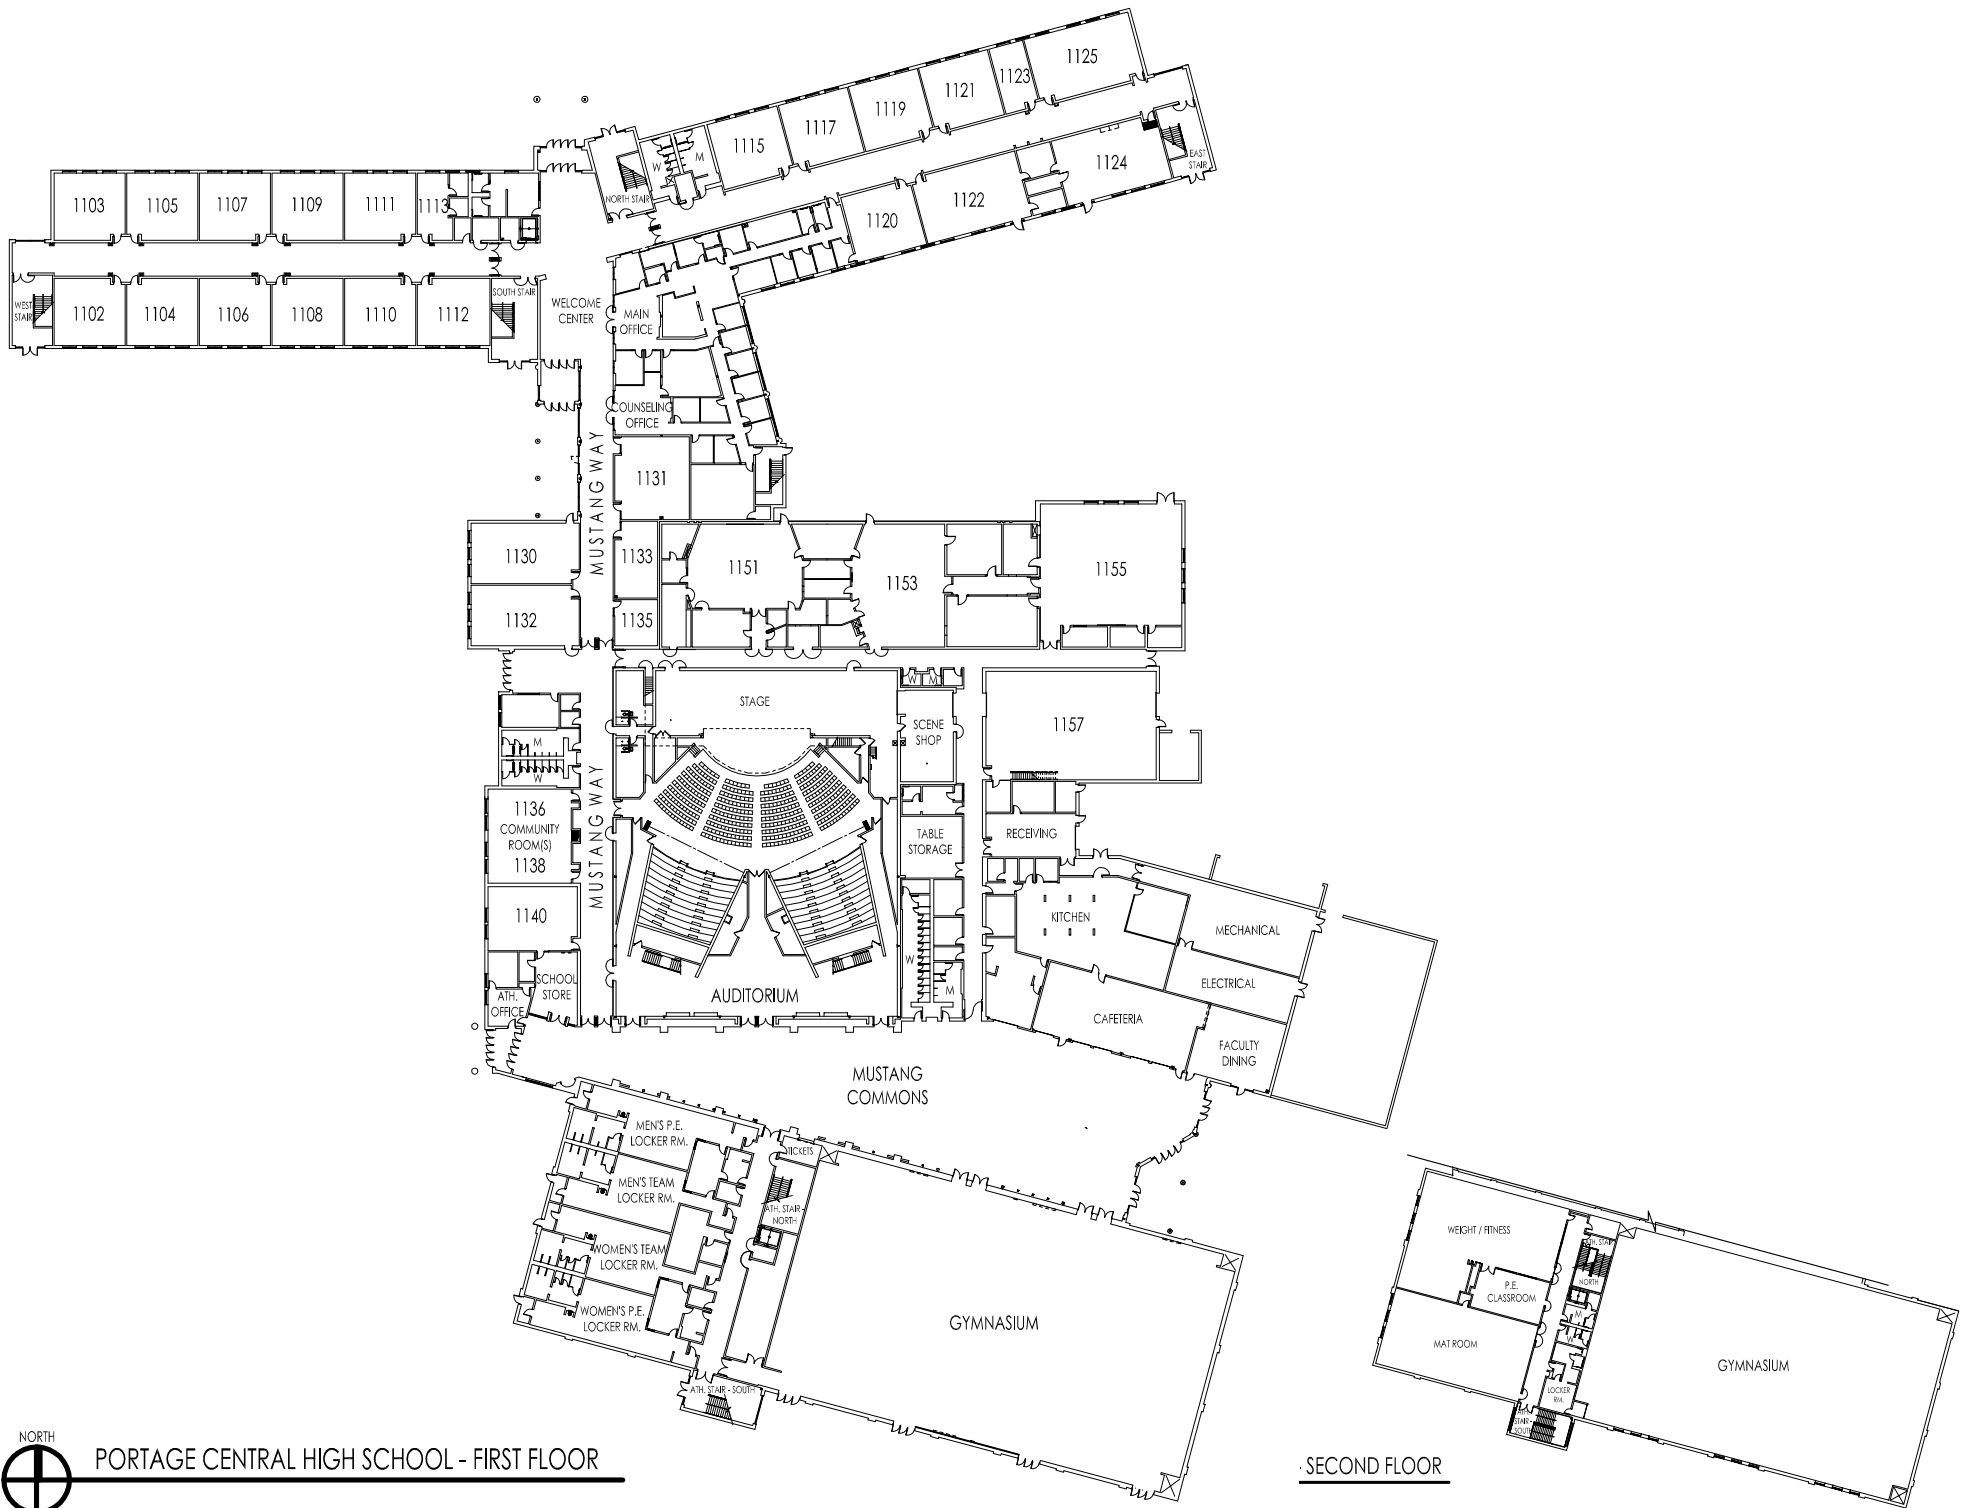 1125
1123
1121
1119
1117
1115
W
M
NORTH STAIR
1124
EAST
STAIR
1122
1120
1103
1105
1107
1109
1111
1113
1102
1104
1106
1108
1110
1112
WEST
STAIR
SOUTH STAIR
WELCOME
CENTER
MAIN
OFFICE
COUNSELING
OFFICE
MUSTANG WAY
1131
1130
1132
1133
1135
1151
1153
1155
STAGE
W
M
SCENE
SHOP
1157
M
W
MUSTANG WAY
1136
COMMUNITY
ROOM(S)
1138
1140
SCHOOL
STORE
ATH.
OFFICE
AUDITORIUM
TABLE
STORAGE
W
M
RECEIVING
KITCHEN
MECHANICAL
ELECTRICAL
CAFETERIA
FACULTY
DINING
MUSTANG
COMMONS
MEN'S P.E.
LOCKER RM.
MEN'S TEAM
LOCKER RM.
WOMEN'S TEAM
LOCKER RM.
WOMEN'S P.E.
LOCKER RM.
TICKETS
ATH. STAIR -
NORTH
ATH. STAIR - SOUTH
GYMNASIUM
WEIGHT / FITNESS
P.E.
CLASSROOM
MAT ROOM
ATH. STAIR
NORTH
M
W
LOCKER
RM.
ATH.
STAIR -
SOUTH
GYMNASIUM
NORTH
PORTAGE CENTRAL HIGH SCHOOL - FIRST FLOOR
SECOND FLOOR